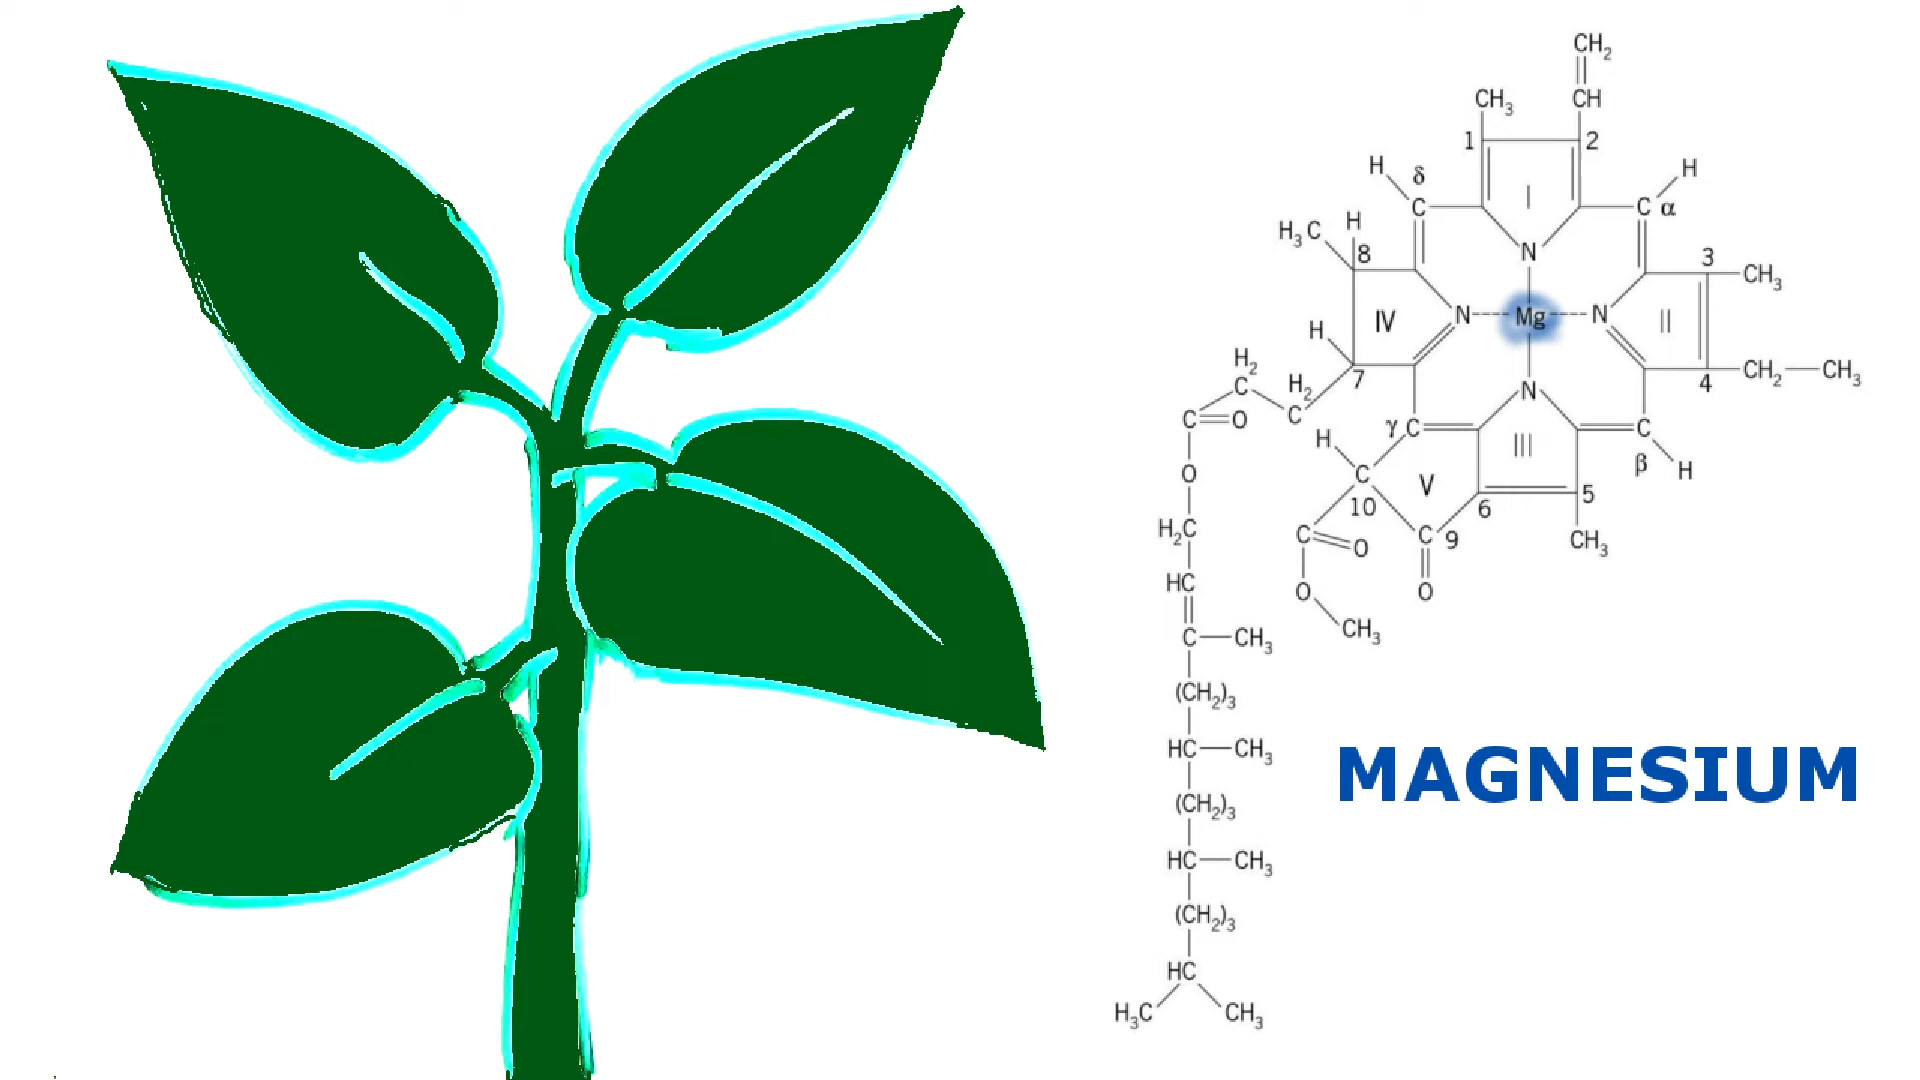 CH₂
CH₃ CH
1 2
H δ H
I C C α
H₃C H
8 N 3 CH₃
IV N Mg N II
H
H₂ 7 4 CH₂ CH₃
H₂ N
C O C γ C III C
H β H
O C V
10 6 5
H₂C C O C 9 CH₃
HC O O
C CH₃ CH₃
(CH₂)₃
HC CH₃ MAGNESIUM
(CH₂)₃
HC CH₃
(CH₂)₃
HC
H₃C CH₃